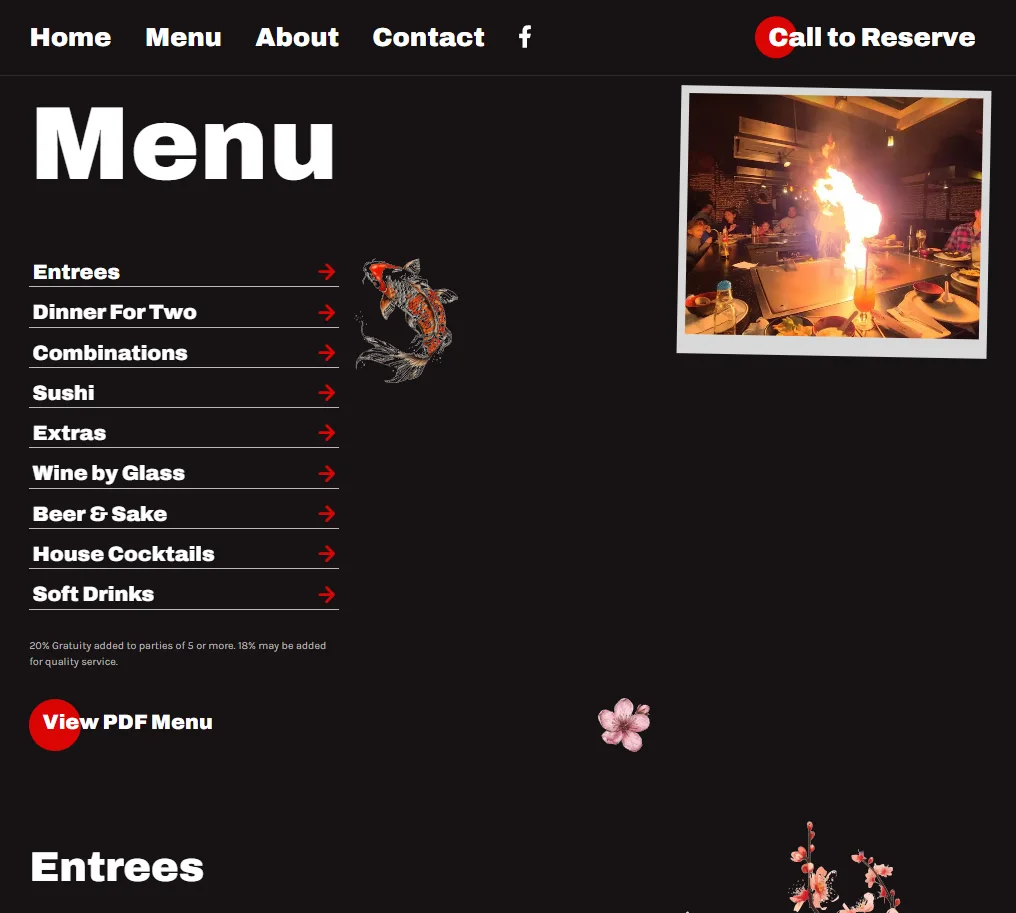 Home Menu About Contact Call to Reserve
Menu
Entrees
Dinner For Two
Combinations
Sushi
Extras
Wine by Glass
Beer & Sake
House Cocktails
Soft Drinks
20% Gratuity added to parties of 5 or more. 18% may be added
for quality service.
View PDF Menu
Entrees